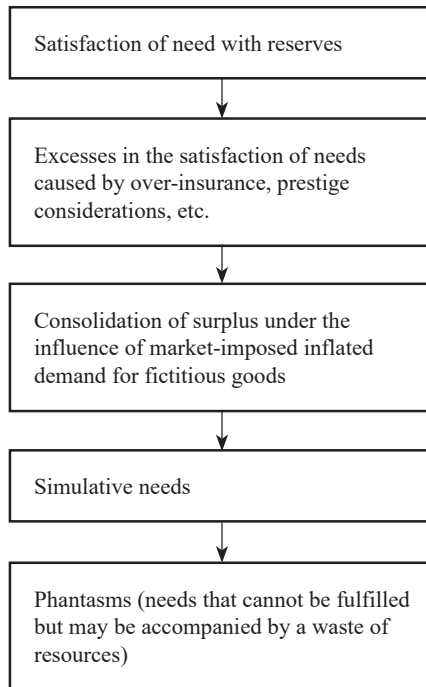 Satisfaction of need with reserves
Excesses in the satisfaction of needs
caused by over-insurance, prestige
considerations, etc.
Consolidation of surplus under the
influence of market-imposed inflated
demand for fictitious goods
Simulative needs
Phantasms (needs that cannot be fulfilled
but may be accompanied by a waste of
resources)